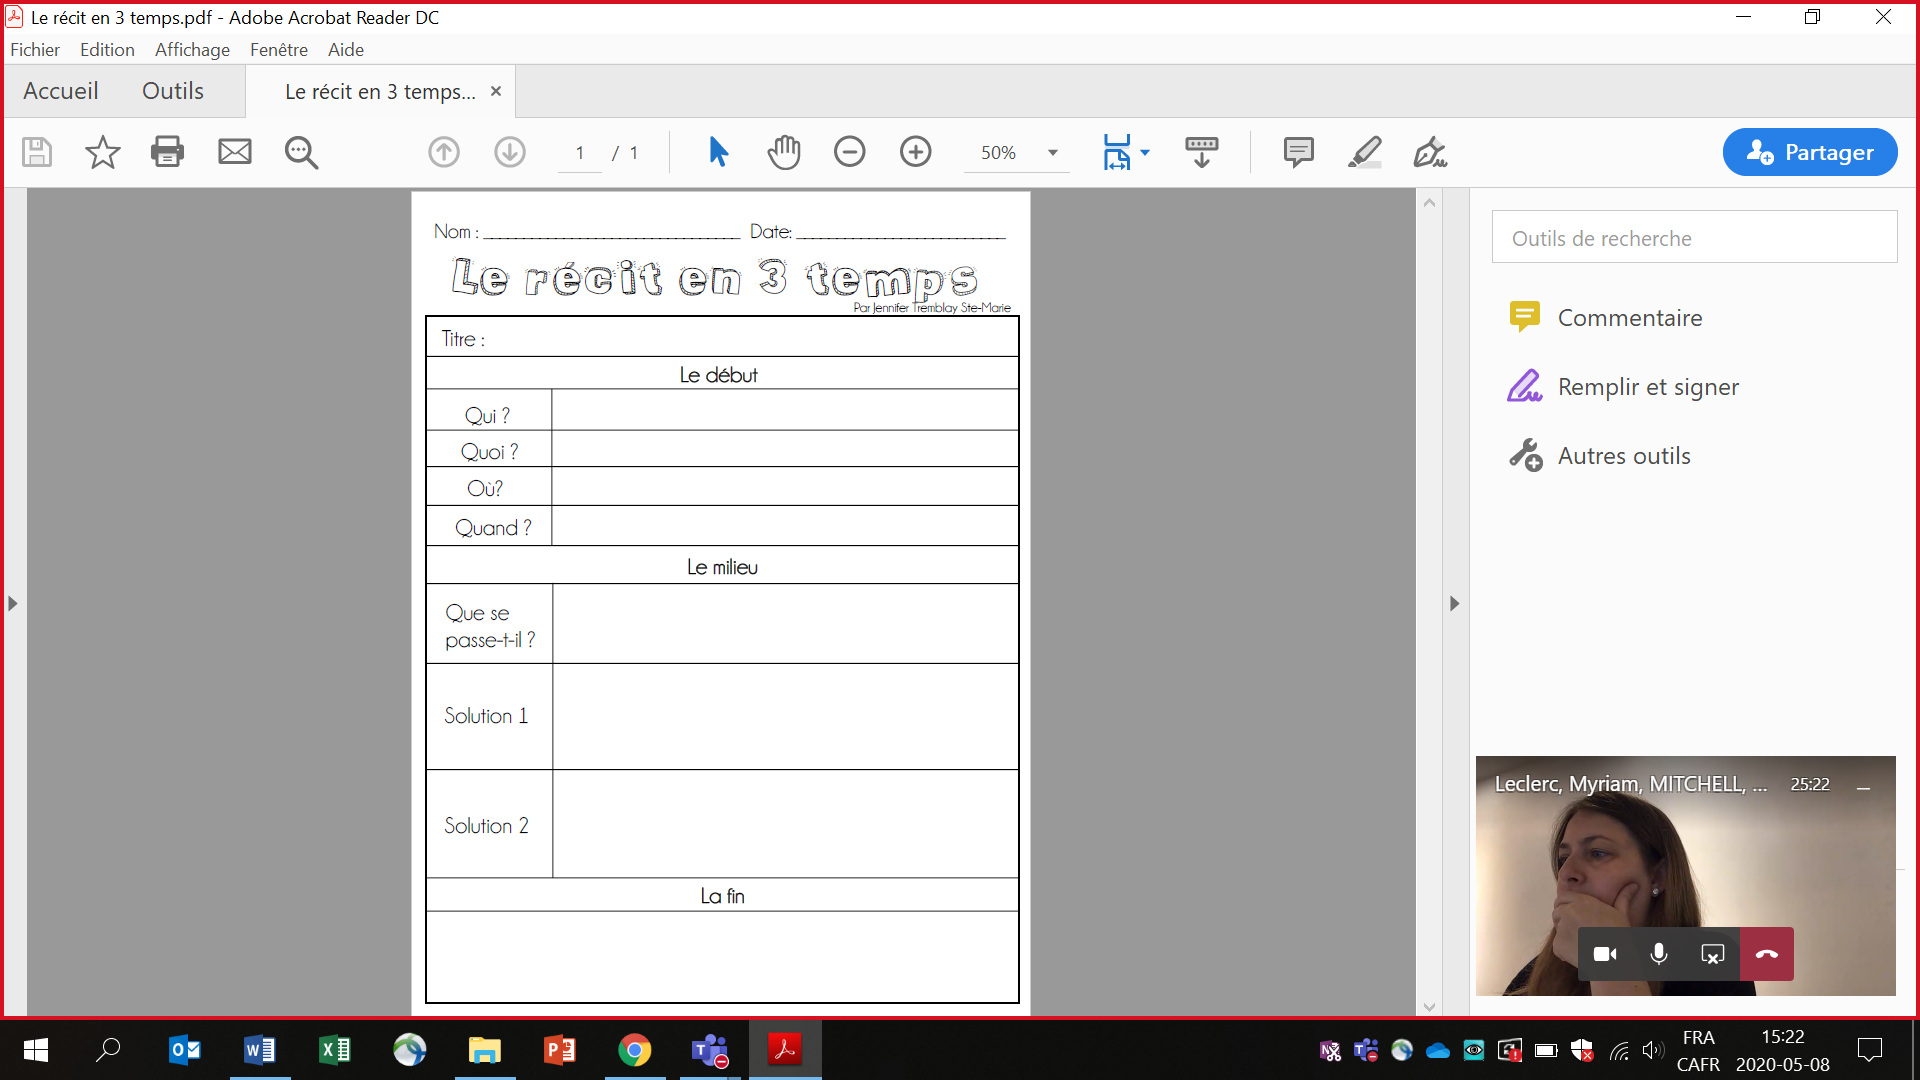 Le récit en 3 temps.pdf - Adobe Acrobat Reader DC
Fichier Edition Affichage Fenêtre Aide
Accueil Outils Le récit en 3 temps...
1 / 1 50% Partager
Nom : Date:
Le récit en 3 temps
Par Jennifer Tremblay Ste-Marie
Titre :
Le début
Qui ?
Quoi ?
Où?
Quand ?
Le milieu
Que se
passe-t-il ?
Solution 1
Solution 2
La fin
Outils de recherche
Commentaire
Remplir et signer
Autres outils
Leclerc, Myriam, MITCHELL, ... 25:22
FRA 15:22
CAFR 2020-05-08